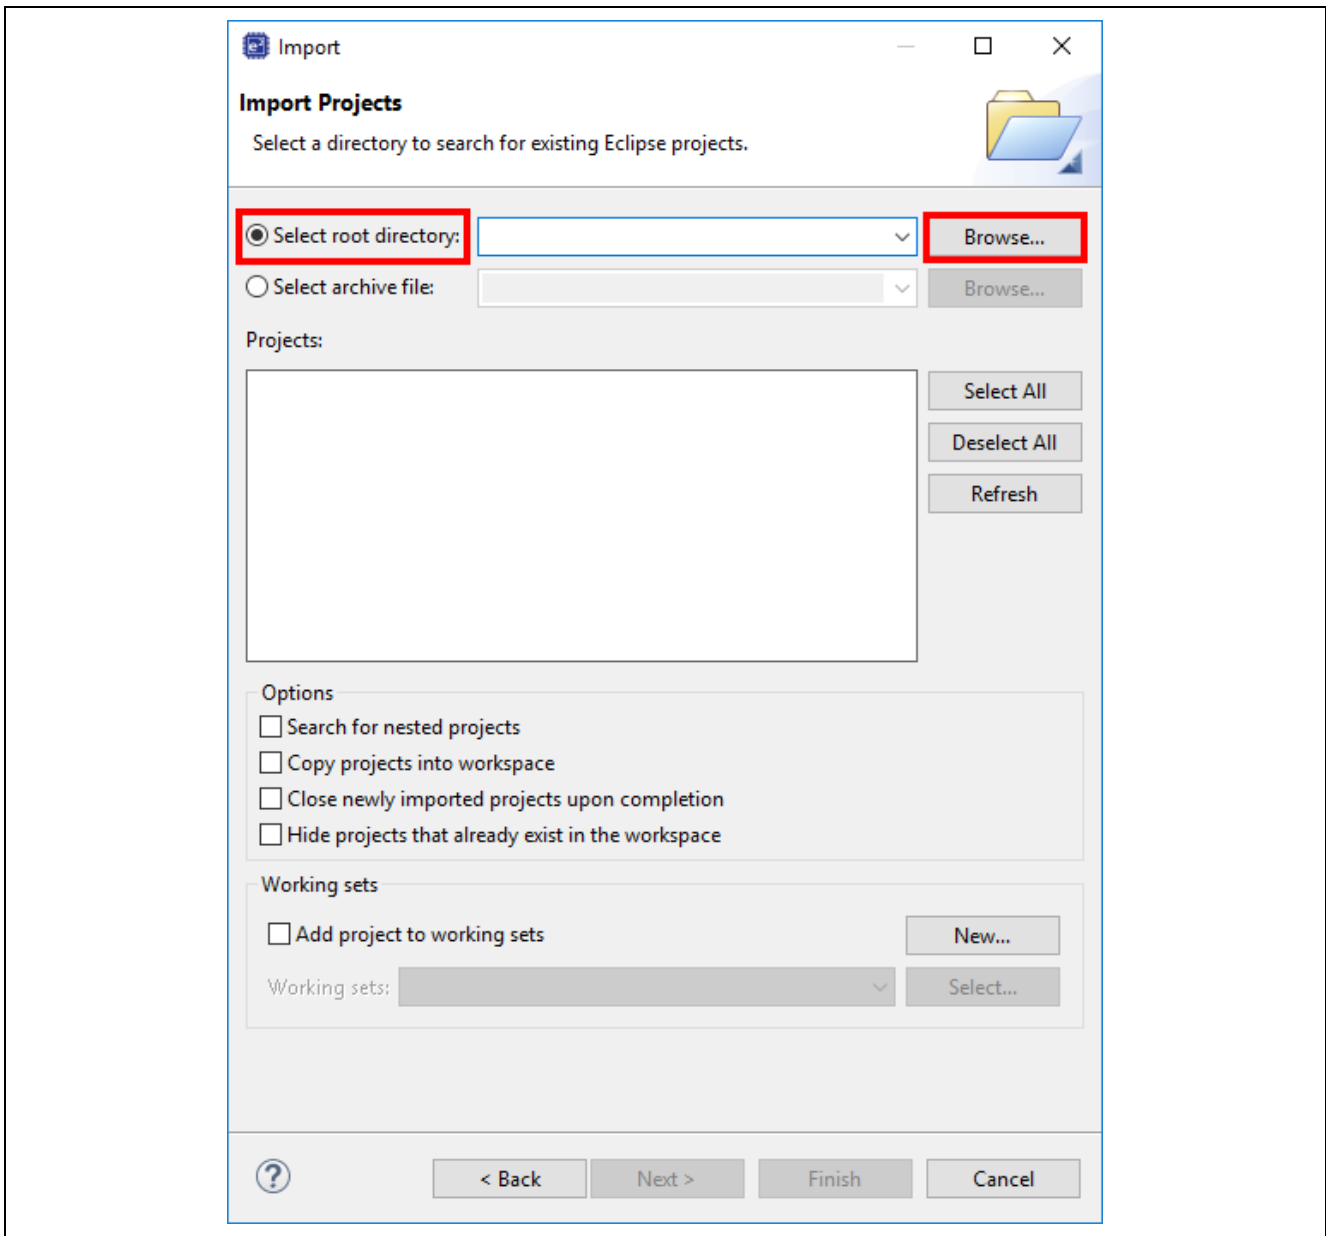 e²
Import
Import Projects
Select a directory to search for existing Eclipse projects.
Select root directory:
Browse...
Select archive file:
Browse...
Projects:
Select All
Deselect All
Refresh
Options
Search for nested projects
Copy projects into workspace
Close newly imported projects upon completion
Hide projects that already exist in the workspace
Working sets
Add project to working sets
New...
Working sets:
Select...
?
< Back
Next >
Finish
Cancel